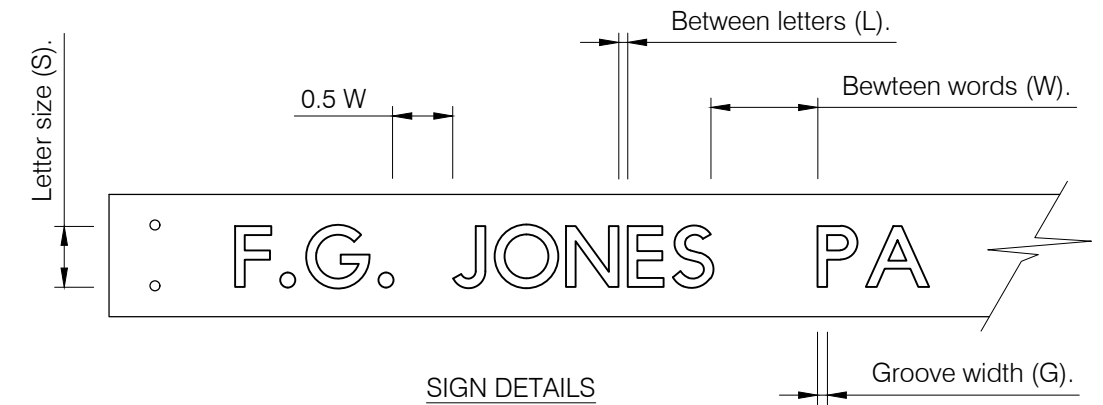 Between letters (L).
Letter size (S).
0.5 W
Bewteen words (W).
F.G. JONES PA
Groove width (G).
SIGN DETAILS